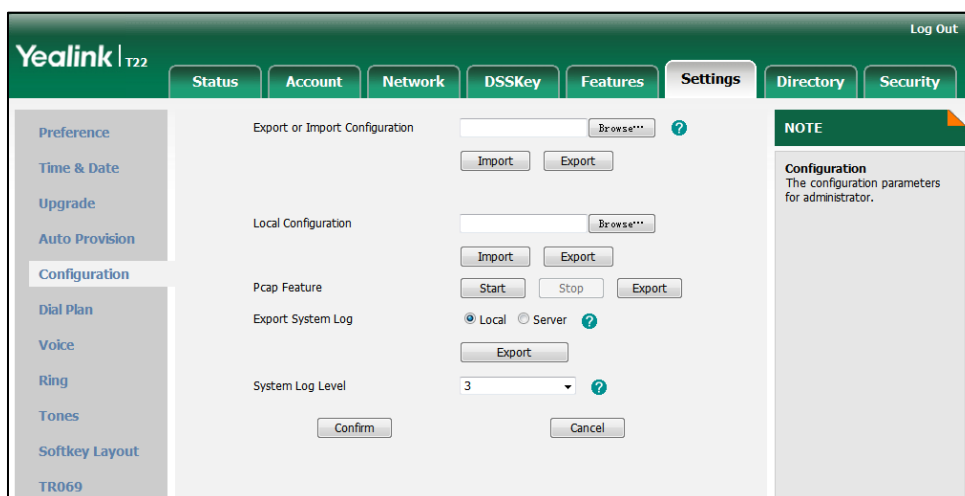 Log Out
Yealink T22
Status Account Network DSSKey Features Settings Directory Security
Preference
Time & Date
Upgrade
Auto Provision
Configuration
Dial Plan
Voice
Ring
Tones
Softkey Layout
TR069
Export or Import Configuration Browse... ?
Import Export
Local Configuration Browse...
Import Export
Pcap Feature Start Stop Export
Export System Log Local Server ?
Export
System Log Level 3 ?
Confirm Cancel
NOTE
Configuration
The configuration parameters
for administrator.